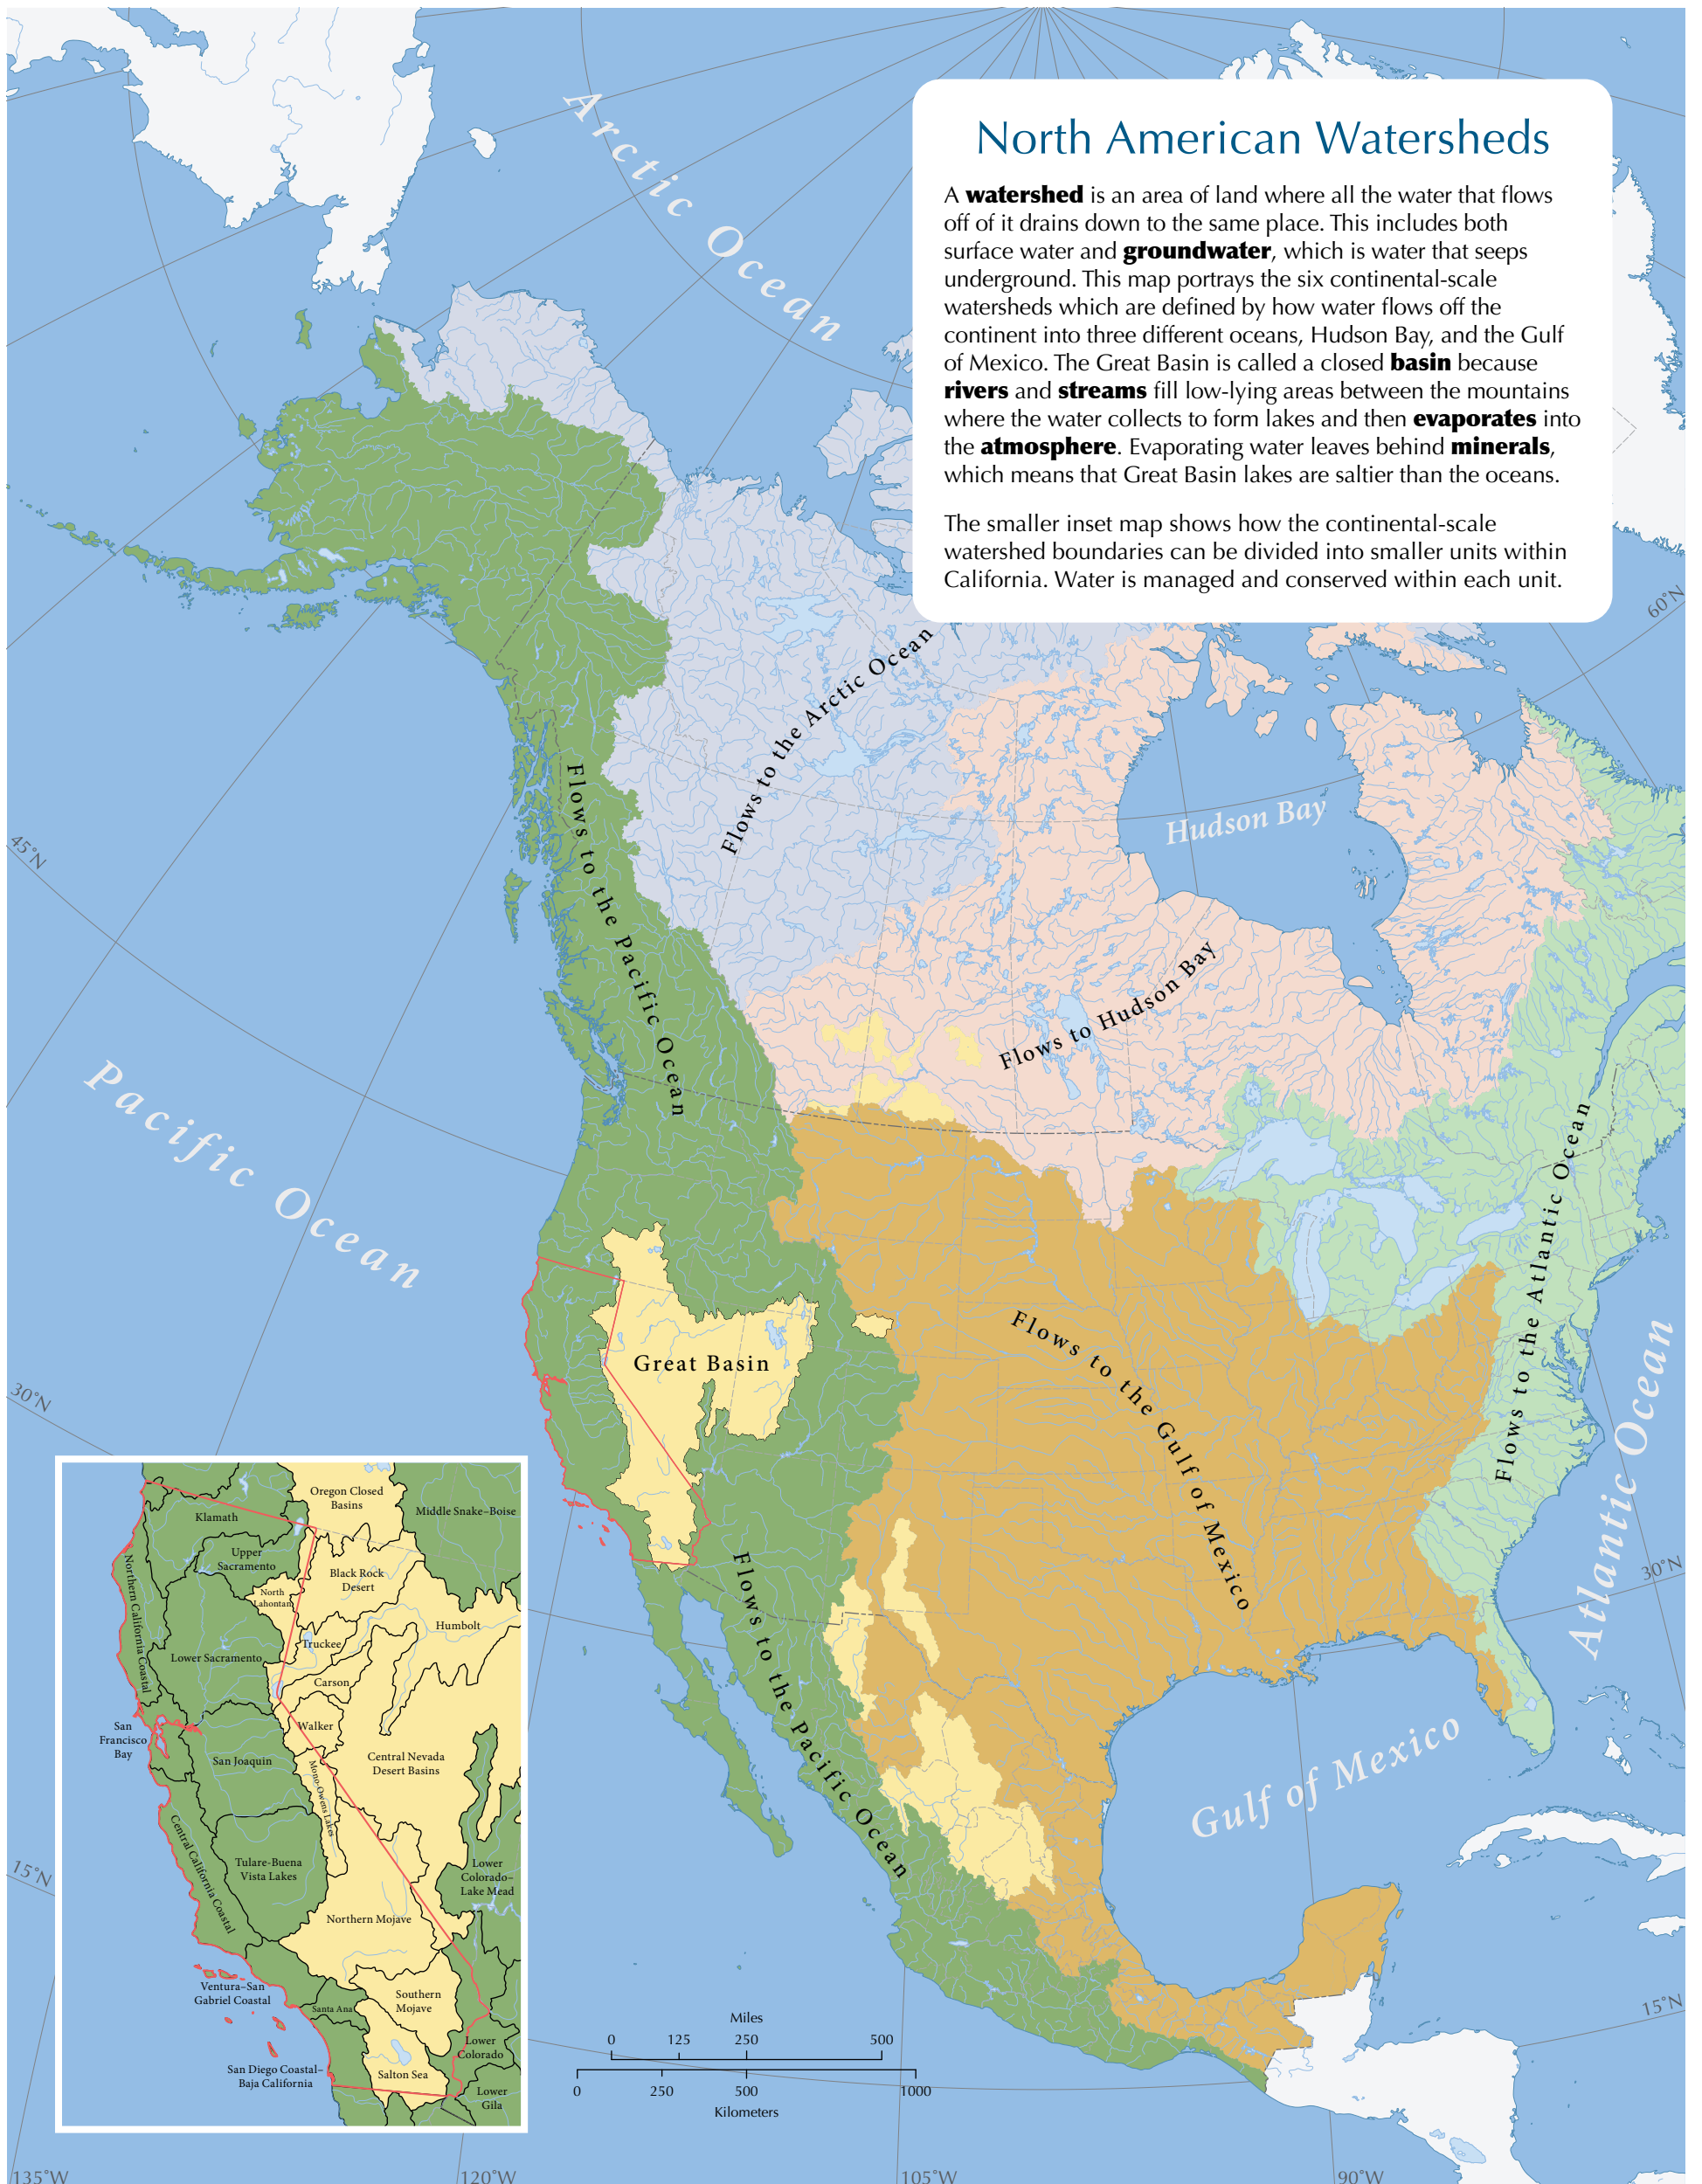 North American Watersheds
A watershed is an area of land where all the water that flows
off of it drains down to the same place. This includes both
surface water and groundwater, which is water that seeps
underground. This map portrays the six continental-scale
watersheds which are defined by how water flows off the
continent into three different oceans, Hudson Bay, and the Gulf
of Mexico. The Great Basin is called a closed basin because
rivers and streams fill low-lying areas between the mountains
where the water collects to form lakes and then evaporates into
the atmosphere. Evaporating water leaves behind minerals,
which means that Great Basin lakes are saltier than the oceans.
The smaller inset map shows how the continental-scale
watershed boundaries can be divided into smaller units within
California. Water is managed and conserved within each unit.
Arctic Ocean
60°N
Flows to the Arctic Ocean
Hudson Bay
45°N
Flows to the Pacific Ocean
Flows to Hudson Bay
Pacific Ocean
Flows to the Atlantic Ocean
Great Basin
Flows to the Gulf of Mexico
Atlantic Ocean
30°N
30°N
Flows to the Pacific Ocean
Gulf of Mexico
15°N
15°N
Oregon Closed
Basins
Middle Snake–Boise
Klamath
Upper
Sacramento
Black Rock
Desert
North
Lahontan
Northern California Coastal
Humbolt
Truckee
Lower Sacramento
Carson
Walker
San
Francisco
Bay
San Joaquin
Central Nevada
Desert Basins
Mono-Owens Lakes
Central California Coastal
Tulare-Buena
Vista Lakes
Lower
Colorado–
Lake Mead
Northern Mojave
Ventura–San
Gabriel Coastal
Santa Ana
Southern
Mojave
Lower
Colorado
San Diego Coastal–
Baja California
Salton Sea
Lower
Gila
Miles
0 125 250 500
0 250 500 1000
Kilometers
135°W
120°W
105°W
90°W